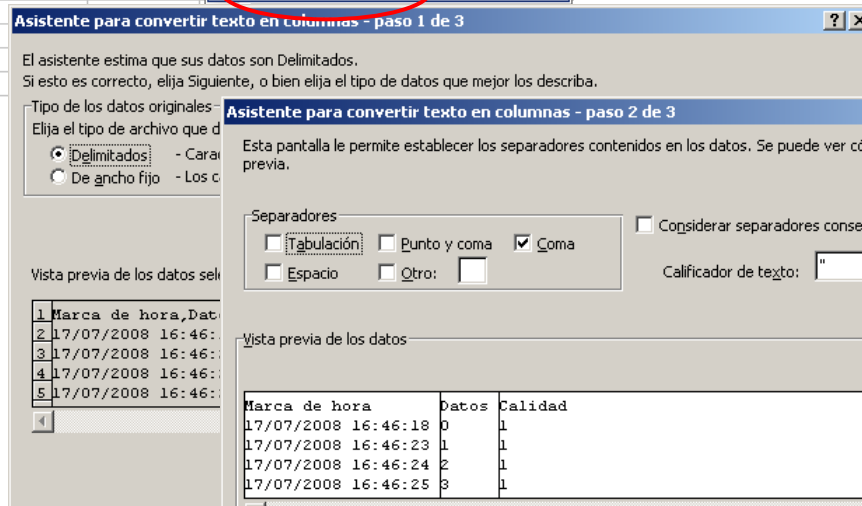 Asistente para convertir texto en columnas - paso 1 de 3
El asistente estima que sus datos son Delimitados.
Si esto es correcto, elija Siguiente, o bien elija el tipo de datos que mejor los describa.
Tipo de los datos originales
Elija el tipo de archivo que d
Delimitados - Cara
De ancho fijo - Los c
Vista previa de los datos sel
1 Marca de hora,Dat
2 17/07/2008 16:46:
3 17/07/2008 16:46:
4 17/07/2008 16:46:
5 17/07/2008 16:46:
Asistente para convertir texto en columnas - paso 2 de 3
Esta pantalla le permite establecer los separadores contenidos en los datos. Se puede ver có
previa.
Separadores
Tabulación Punto y coma Coma
Espacio Otro:
Considerar separadores conse
Calificador de texto: "
Vista previa de los datos
Marca de hora Datos Calidad
17/07/2008 16:46:18 0 1
17/07/2008 16:46:23 1 1
17/07/2008 16:46:24 2 1
17/07/2008 16:46:25 3 1